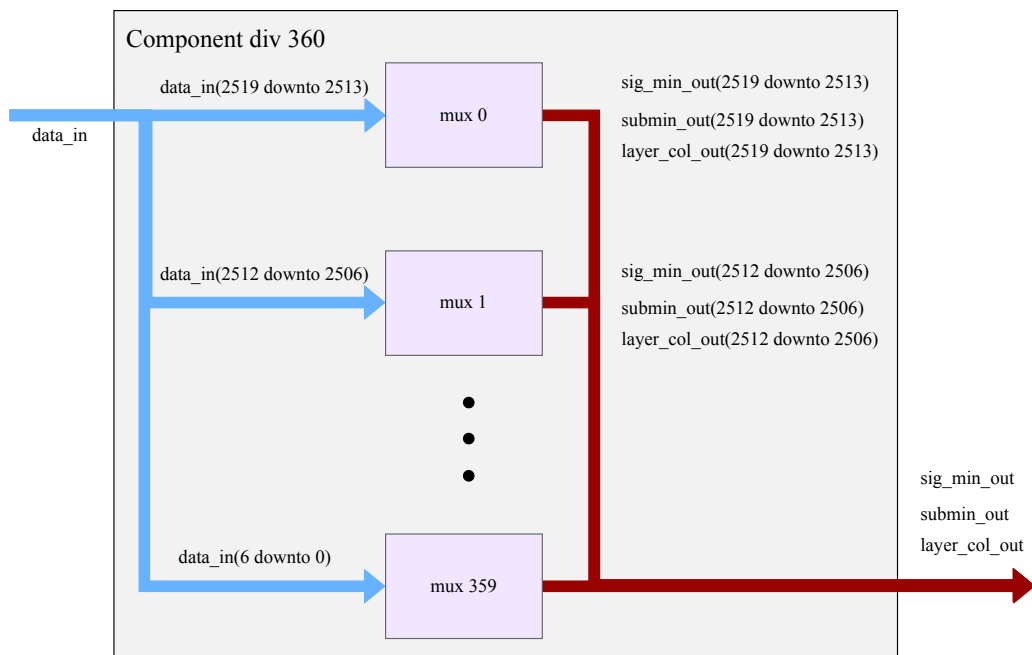 Component div 360
data_in(2519 downto 2513)
mux 0
sig_min_out(2519 downto 2513)
submin_out(2519 downto 2513)
layer_col_out(2519 downto 2513)
data_in
data_in(2512 downto 2506)
mux 1
sig_min_out(2512 downto 2506)
submin_out(2512 downto 2506)
layer_col_out(2512 downto 2506)
data_in(6 downto 0)
mux 359
sig_min_out
submin_out
layer_col_out